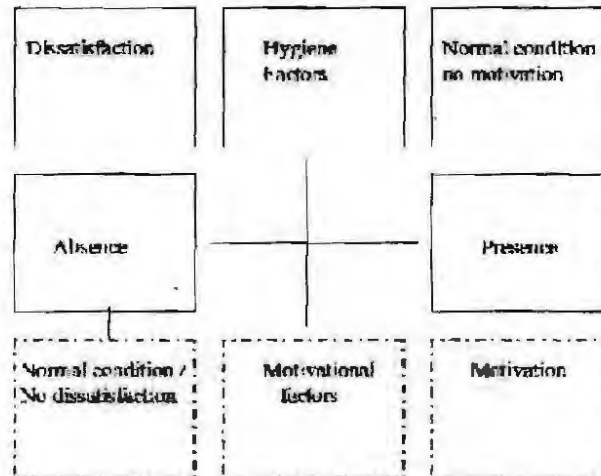 Dissatisfaction
Hygiene
Factors
Normal condition
no motivation
Absence
Presence
Normal condition /
No dissatisfaction
Motivational
factors
Motivation